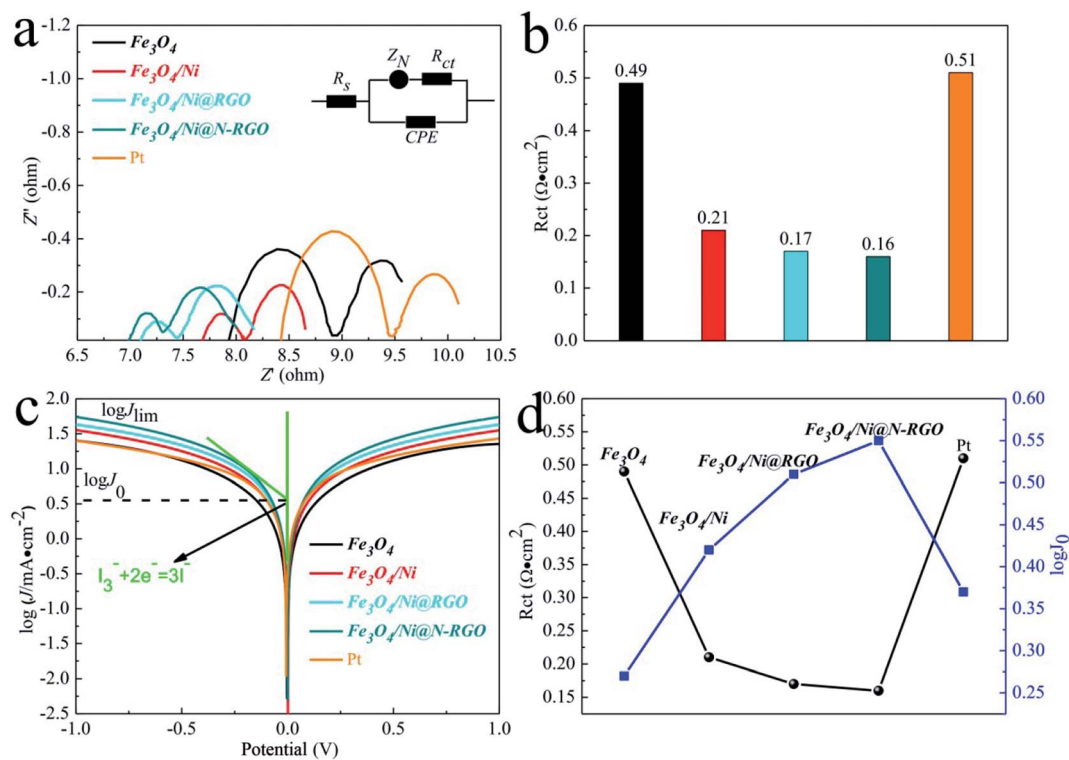 a
-1.2
-1.0
-0.8
-0.6
-0.4
-0.2
Z'' (ohm)
Fe₃O₄
Fe₃O₄/Ni
Fe₃O₄/Ni@RGO
Fe₃O₄/Ni@N-RGO
Pt
R_s
Z_N
R_ct
CPE
6.5 7.0 7.5 8.0 8.5 9.0 9.5 10.0 10.5
Z' (ohm)
b
0.6
0.5
0.4
0.3
0.2
0.1
0.0
Rct (Ω•cm²)
0.49
0.21
0.17
0.16
0.51
c
2.0
1.5
1.0
0.5
0.0
-0.5
-1.0
-1.5
-2.0
-2.5
log (J/mA•cm⁻²)
logJ_lim
logJ₀
I₃⁻+2e⁻=3I⁻
Fe₃O₄
Fe₃O₄/Ni
Fe₃O₄/Ni@RGO
Fe₃O₄/Ni@N-RGO
Pt
-1.0 -0.5 0.0 0.5 1.0
Potential (V)
d
0.60
0.55
0.50
0.45
0.40
0.35
0.30
0.25
0.20
0.15
Rct (Ω•cm²)
Fe₃O₄
Fe₃O₄/Ni
Fe₃O₄/Ni@RGO
Fe₃O₄/Ni@N-RGO
Pt
0.60
0.55
0.50
0.45
0.40
0.35
0.30
0.25
logJ₀